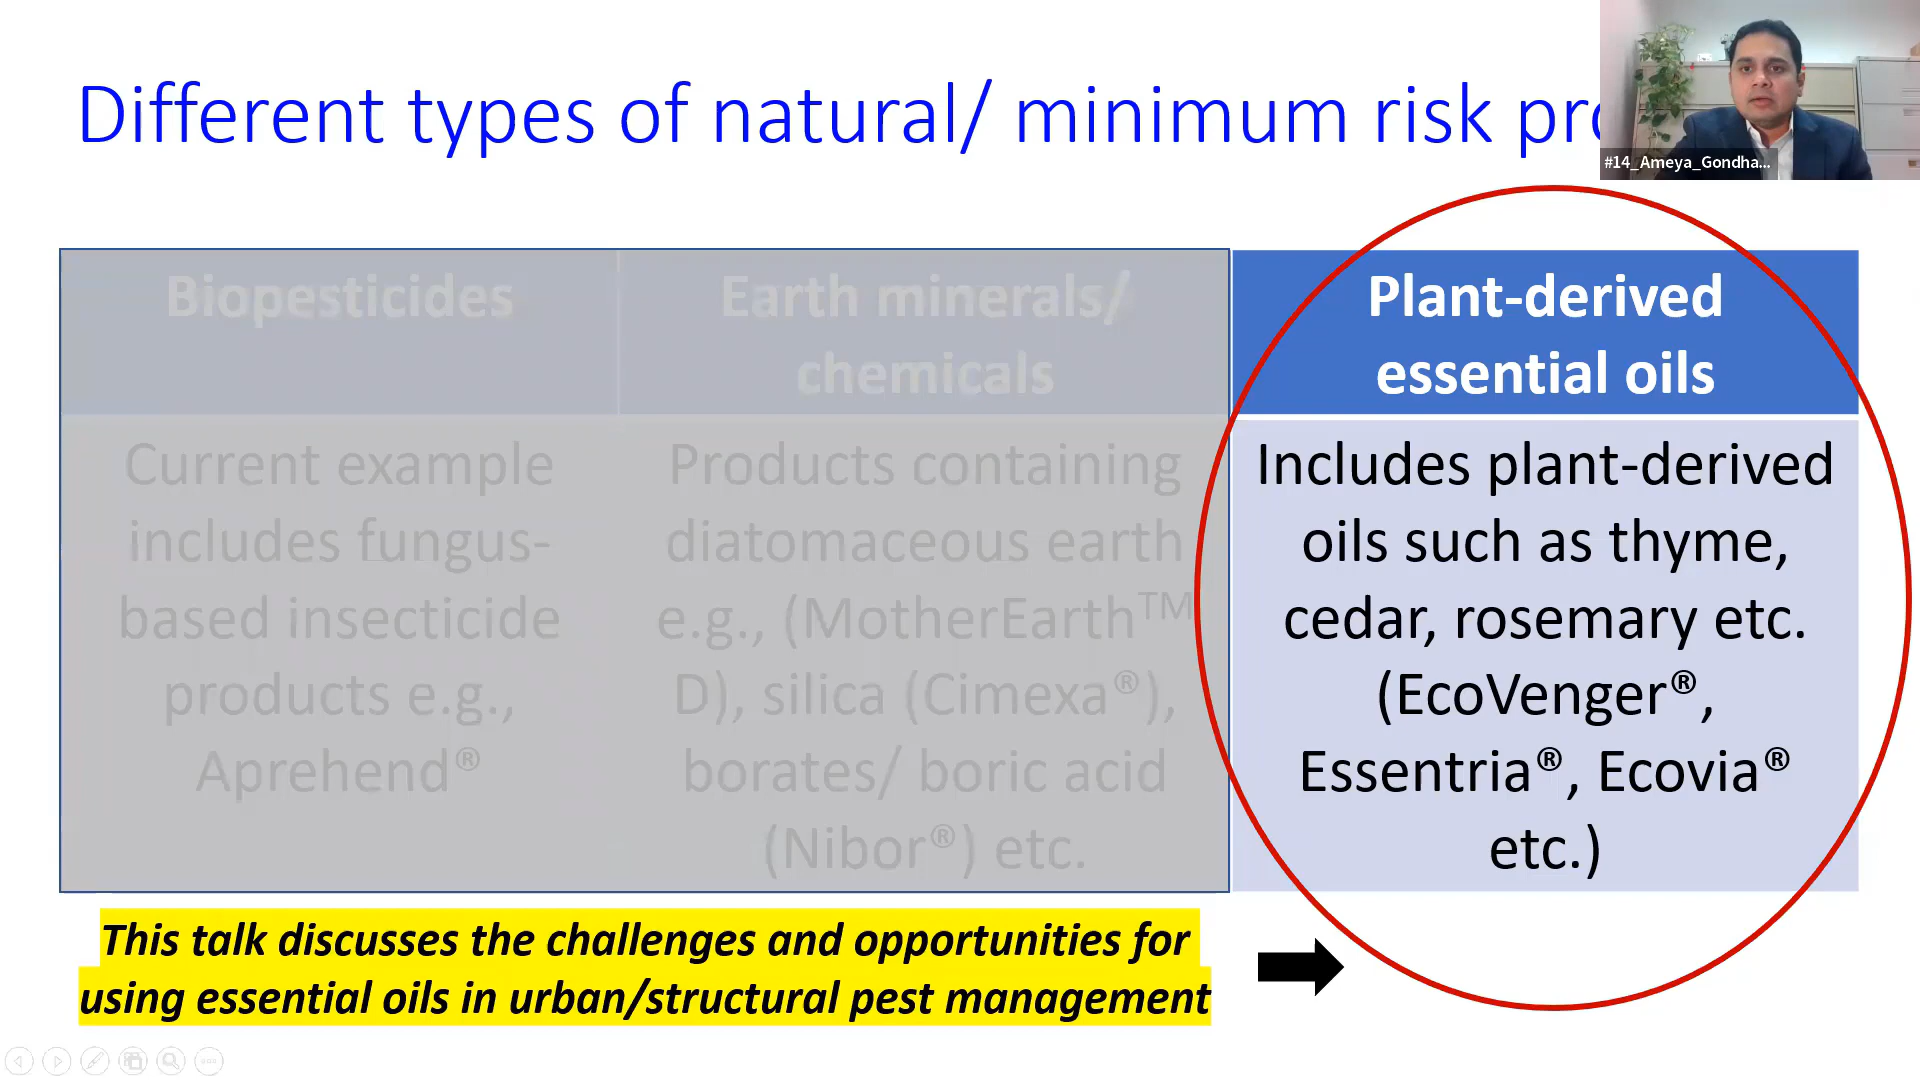 Different types of natural/ minimum risk
#14_Ameya_Gondha...
Biopesticides
Earth minerals/
chemicals
Plant-derived
essential oils
Current example
includes fungus-
based insecticide
products e.g.,
Aprehend®
Products containing
diatomaceous earth
e.g., (MotherEarth™
D), silica (Cimexa®),
borates/ boric acid
(Nibor®) etc.
Includes plant-derived
oils such as thyme,
cedar, rosemary etc.
(EcoVenger®,
Essentria®, Ecovia®
etc.)
This talk discusses the challenges and opportunities for
using essential oils in urban/structural pest management